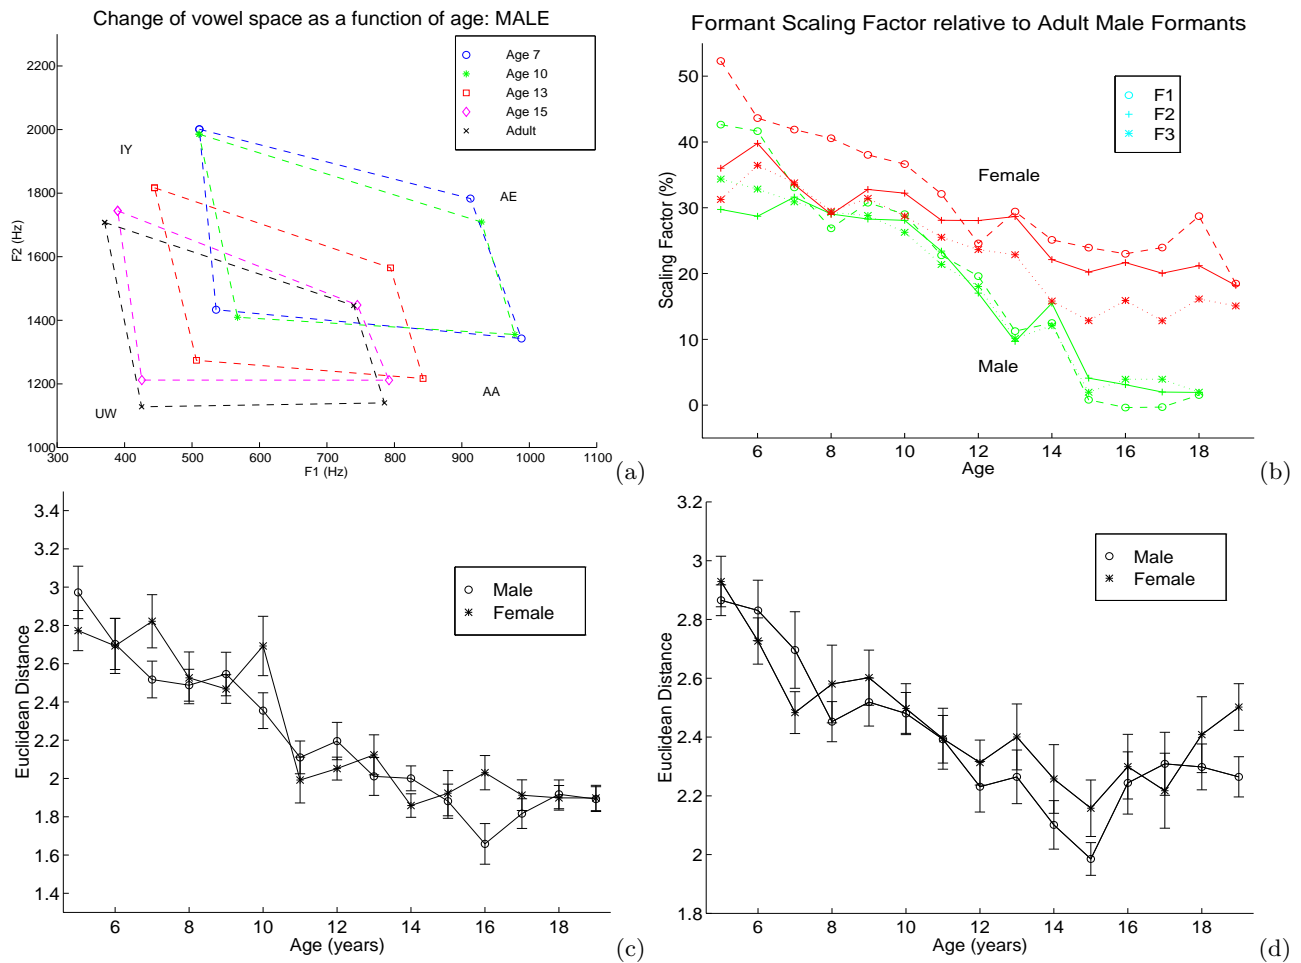 Change of vowel space as a function of age: MALE
2200
2000
1800
1600
1400
1200
1000
F2 (Hz)
300 400 500 600 700 800 900 1000 1100
F1 (Hz)
Age 7
Age 10
Age 13
Age 15
Adult
IY
AE
UW
AA
(a)
Formant Scaling Factor relative to Adult Male Formants
50
40
30
20
10
0
Scaling Factor (%)
6 8 10 12 14 16 18
Age
F1
F2
F3
Female
Male
(b)
3.4
3.2
3
2.8
2.6
2.4
2.2
2
1.8
1.6
1.4
Euclidean Distance
6 8 10 12 14 16 18
Age (years)
Male
Female
(c)
3.2
3
2.8
2.6
2.4
2.2
2
1.8
Euclidean Distance
6 8 10 12 14 16 18
Age (years)
Male
Female
(d)